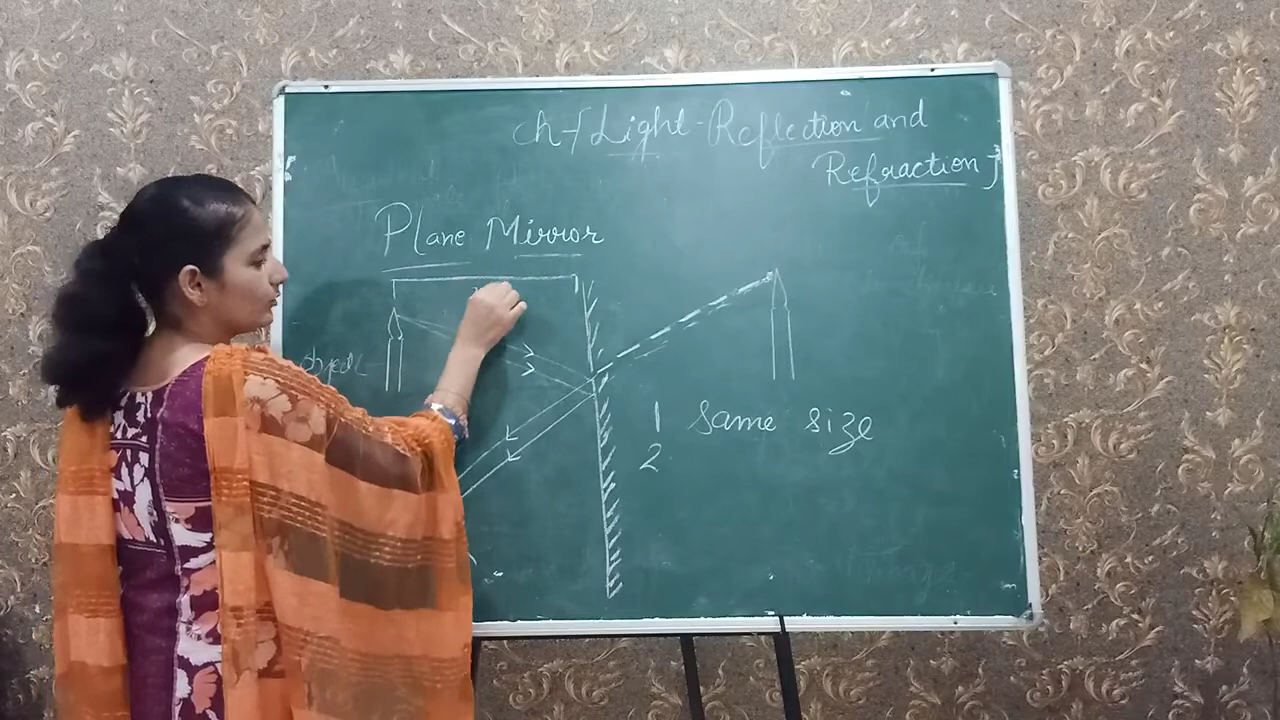 Ch-[Light-Reflection and
Refraction]
Plane Mirror
object
1 Same size
2